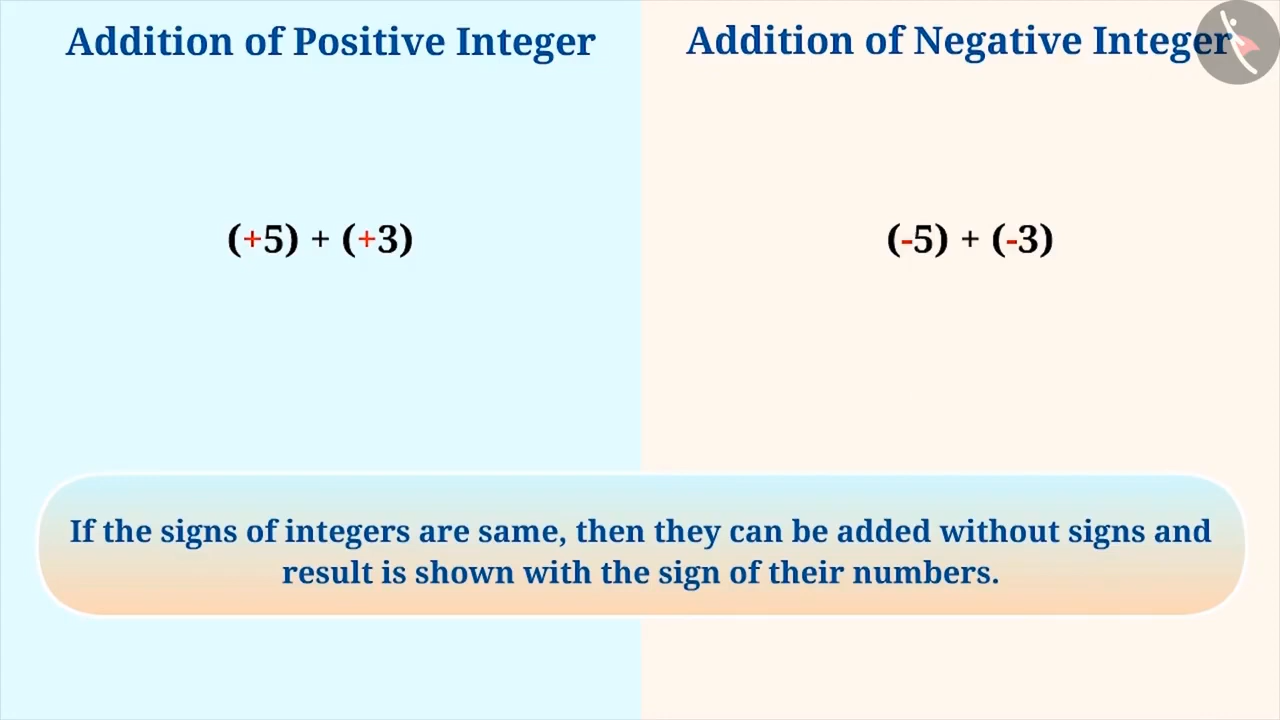 Addition of Positive Integer
Addition of Negative Integer
(+5) + (+3)
(-5) + (-3)
If the signs of integers are same, then they can be added without signs and
result is shown with the sign of their numbers.